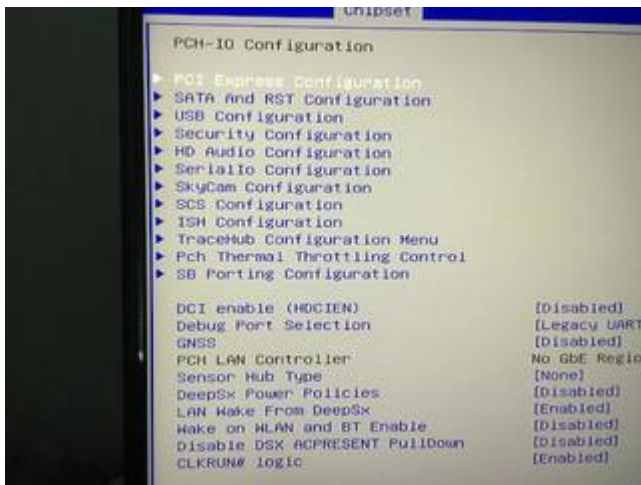 Chipset
PCH-IO Configuration
PCI Express Configuration
SATA And RST Configuration
USB Configuration
Security Configuration
HD Audio Configuration
SerialIo Configuration
SkyCam Configuration
SCS Configuration
ISH Configuration
TraceHub Configuration Menu
Pch Thermal Throttling Control
SB Porting Configuration
DCI enable (HDCIEN) [Disabled]
Debug Port Selection [Legacy UART
GNSS [Disabled]
PCH LAN Controller No GbE Regio
Sensor Hub Type [None]
DeepSx Power Policies [Disabled]
LAN Wake From DeepSx [Enabled]
Wake on WLAN and BT Enable [Disabled]
Disable DSX ACPRESENT PullDown [Disabled]
CLKRUN# logic [Enabled]